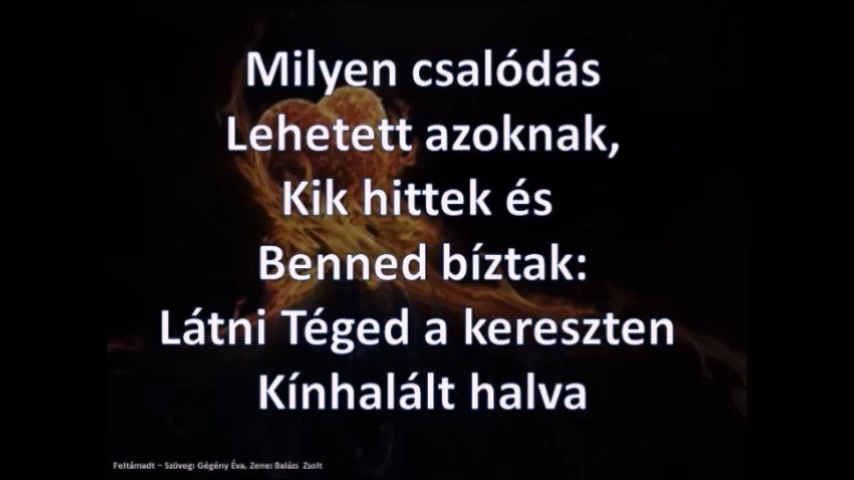 Milyen csalódás
Lehetett azoknak,
Kik hittek és
Benned bíztak:
Látni Téged a kereszten
Kínhalált halva
Feltámadt – Szöveg: Gégény Éva, Zene: Balázs Zsolt